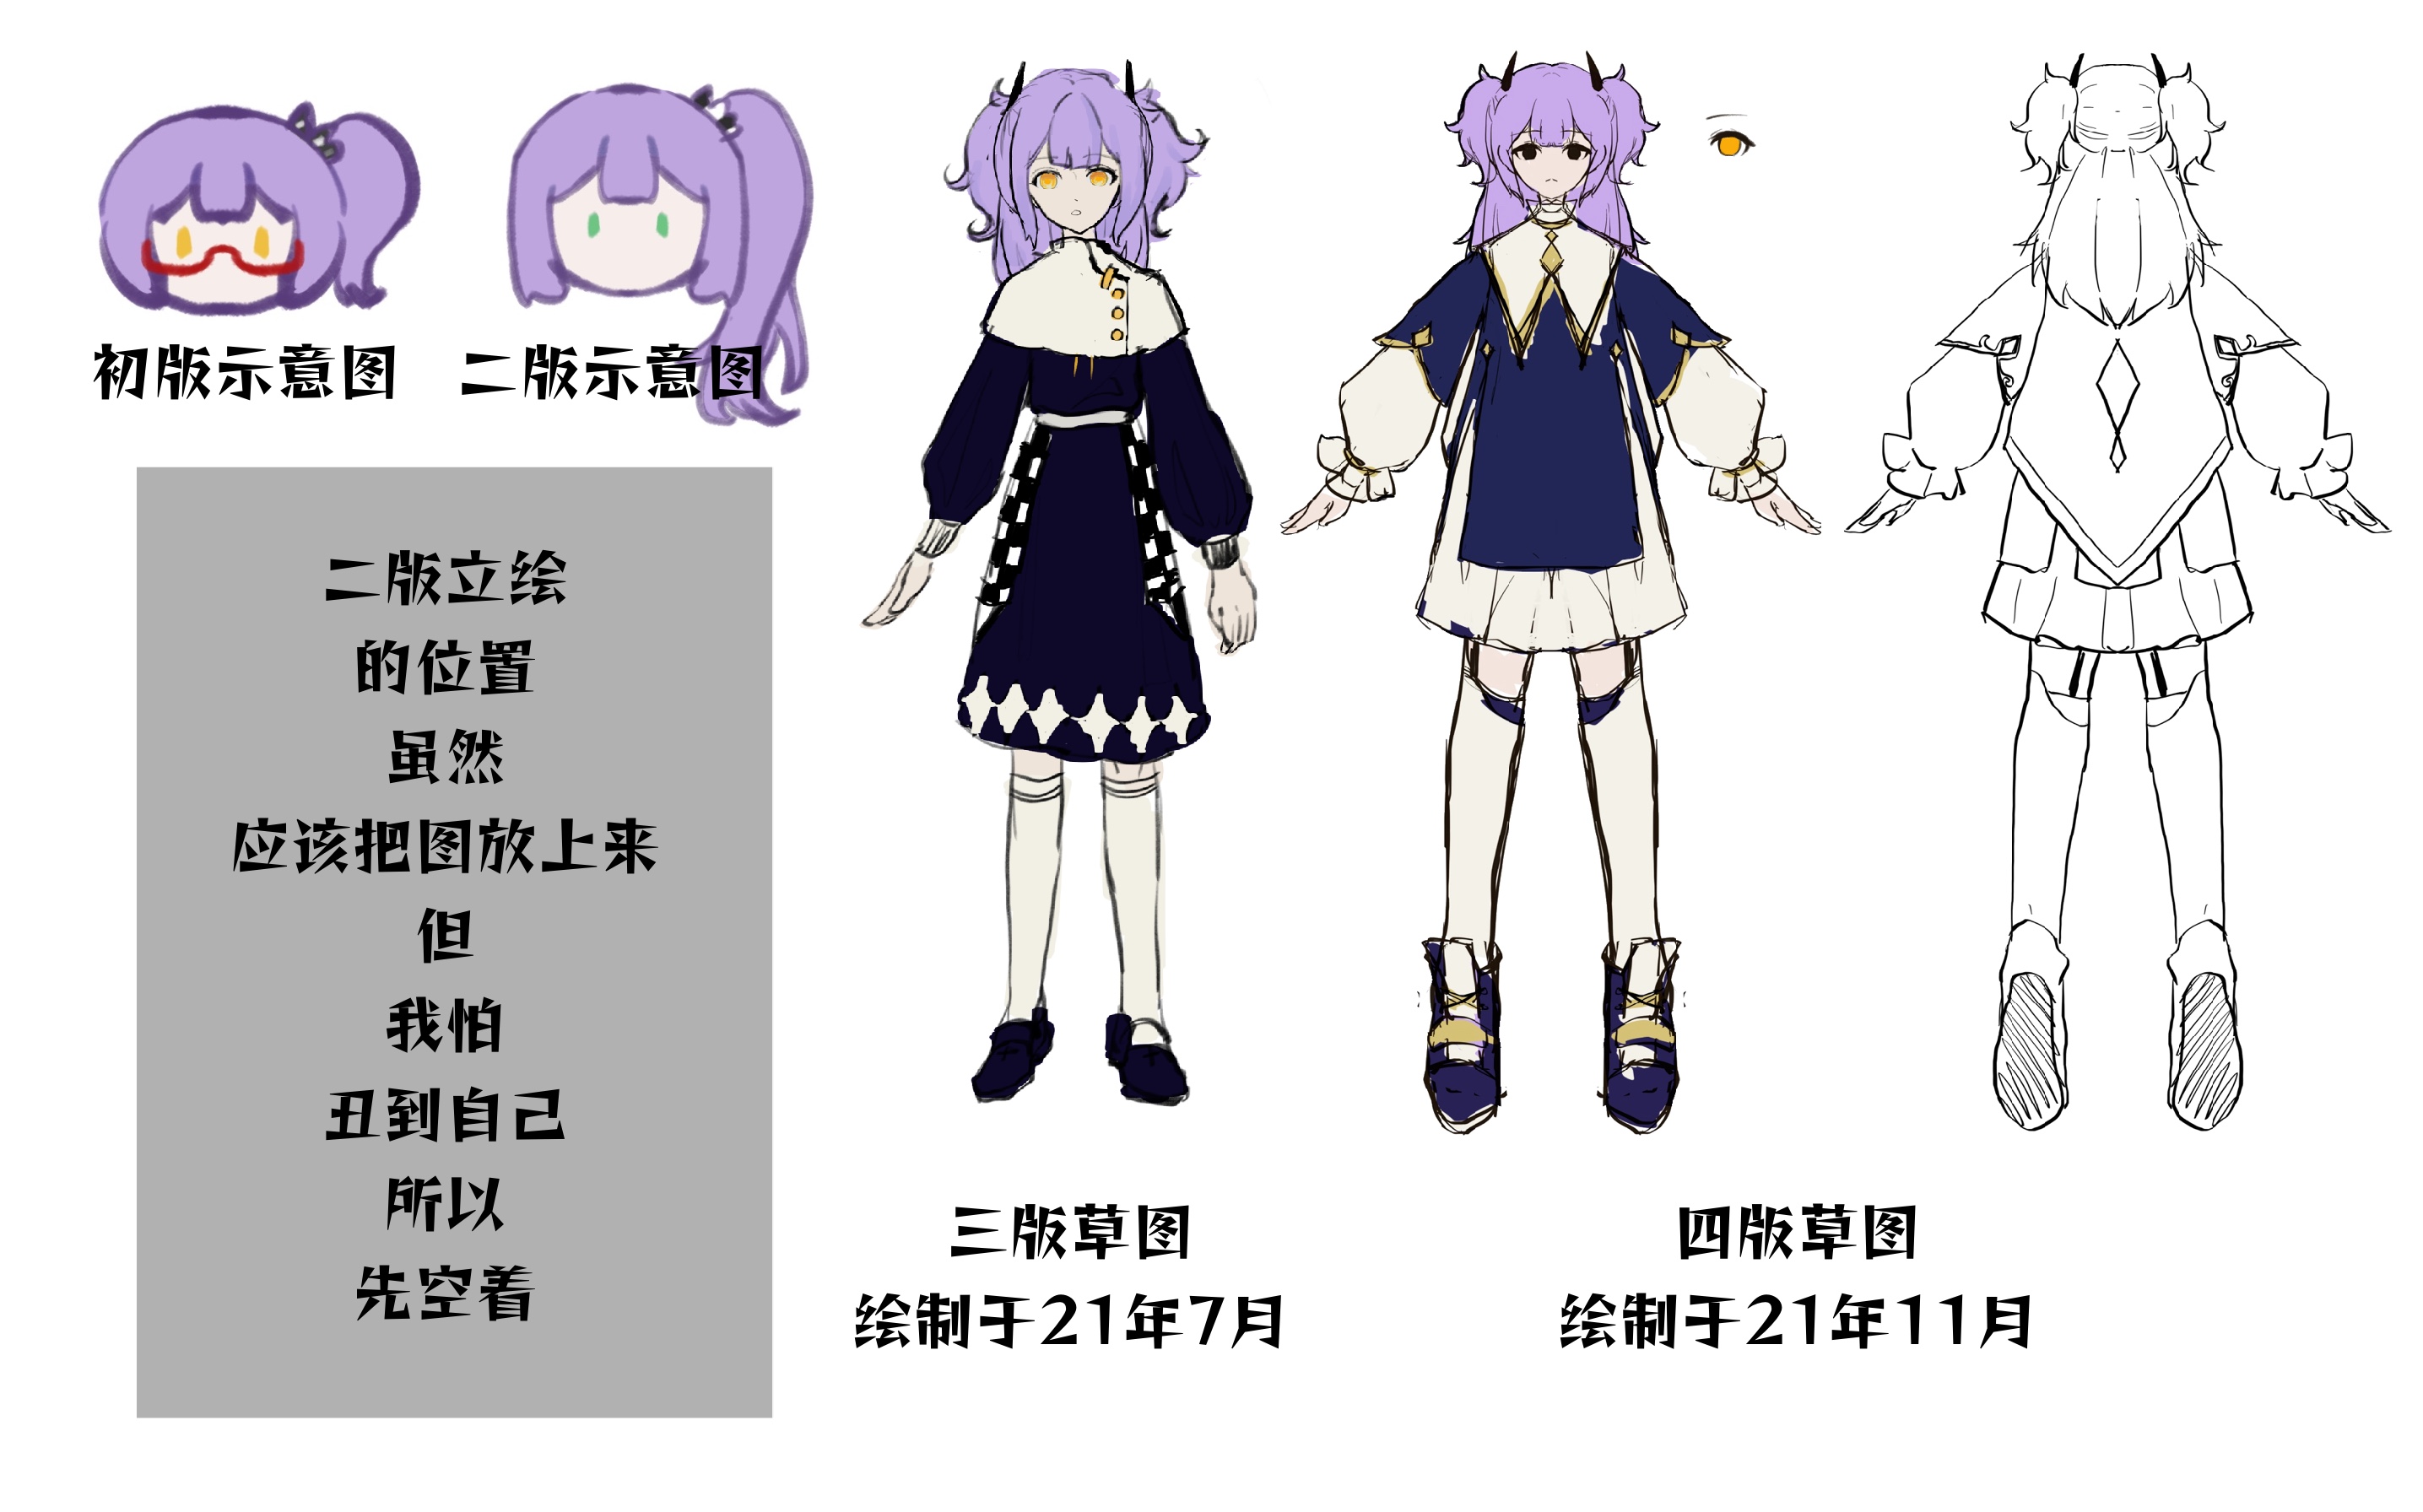 初版示意图
二版示意图
二版立绘
的位置
虽然
应该把图放上来
但
我怕
丑到自己
所以
先空着
三版草图
绘制于21年7月
四版草图
绘制于21年11月